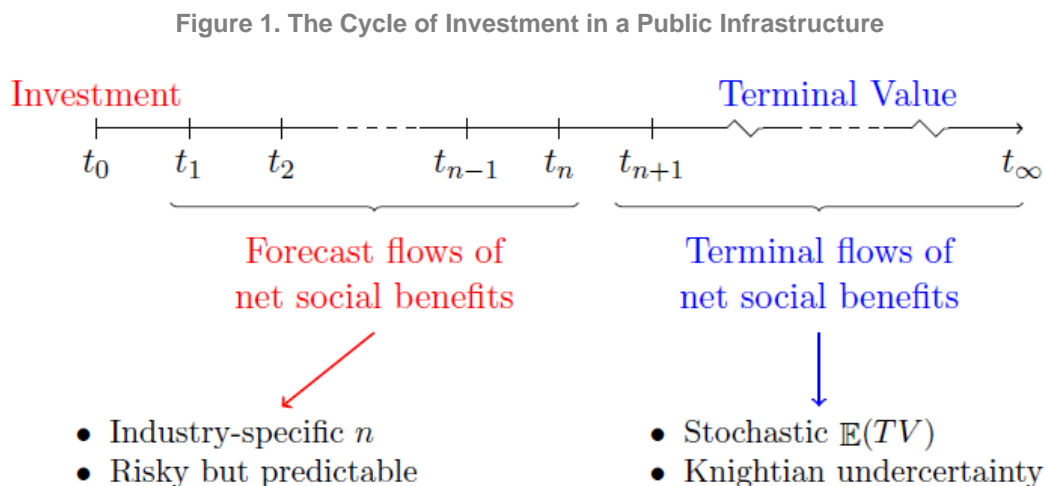 Figure 1. The Cycle of Investment in a Public Infrastructure
Investment
Terminal Value
t₀ t₁ t₂ tₙ₋₁ tₙ tₙ₊₁ t∞
Forecast flows of
net social benefits
Terminal flows of
net social benefits
• Industry-specific n
• Risky but predictable
• Stochastic 𝔼(TV)
• Knightian undercertainty